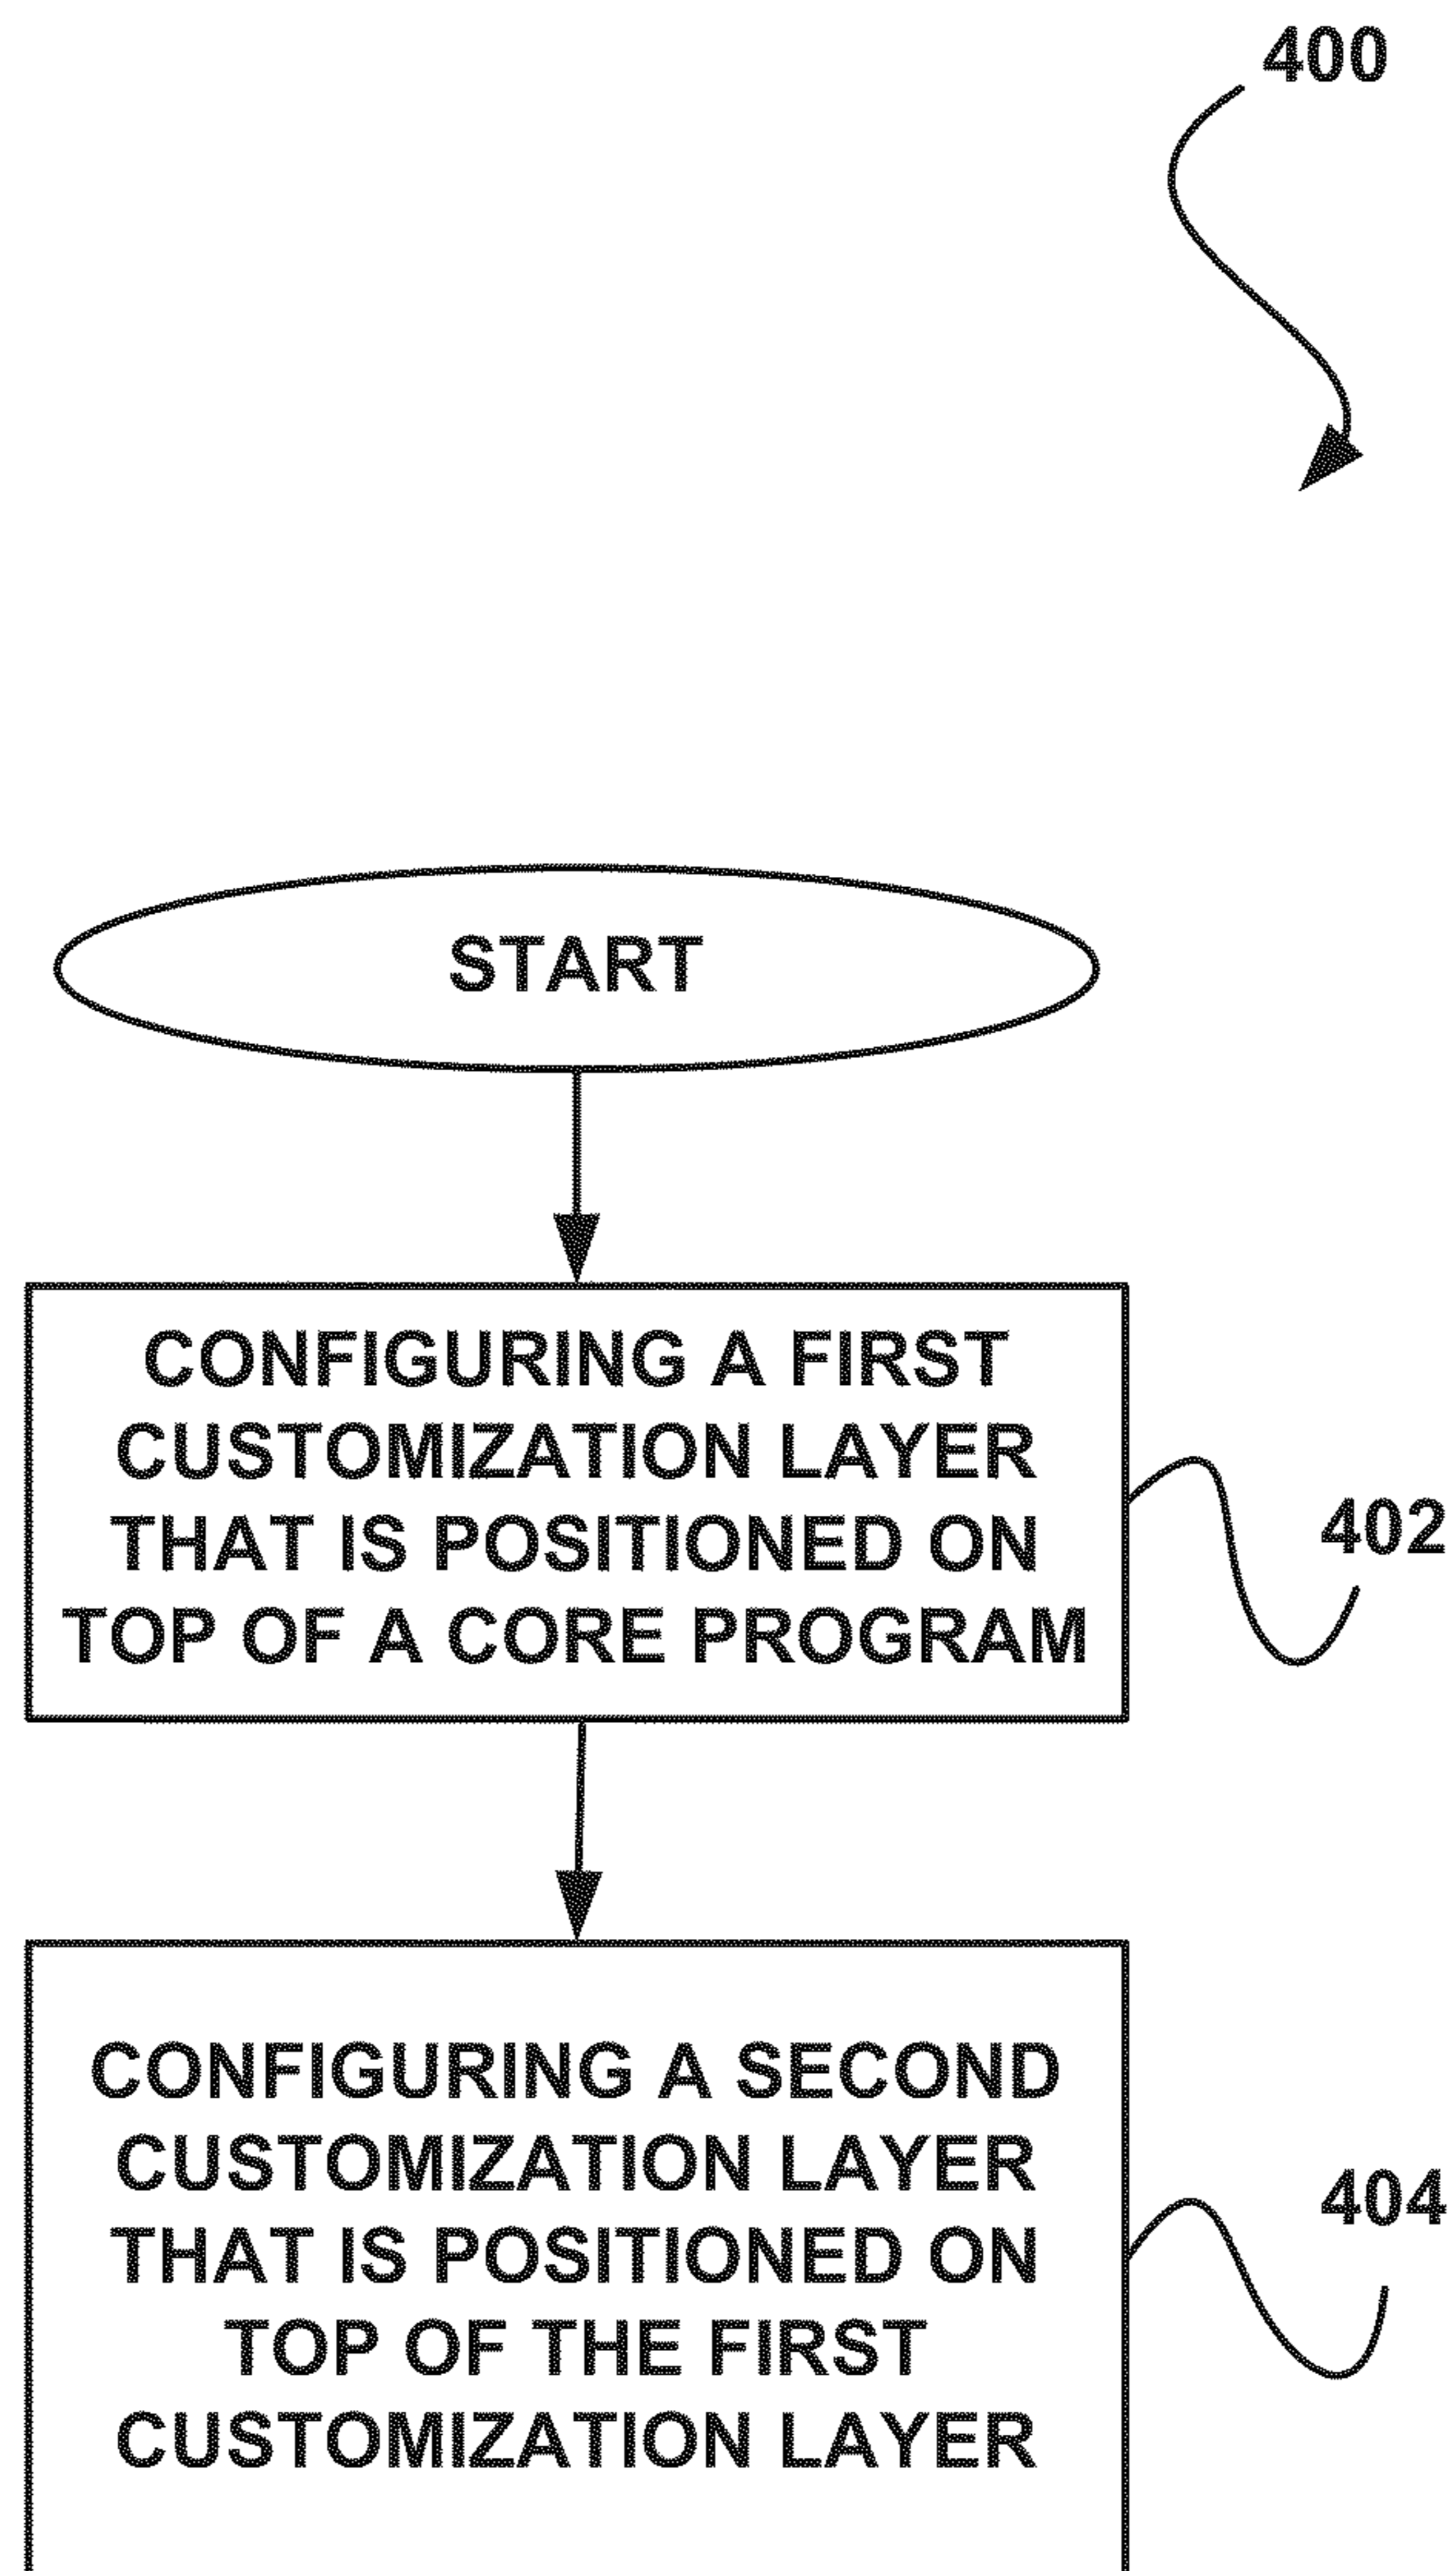 400
START
CONFIGURING A FIRST
CUSTOMIZATION LAYER
THAT IS POSITIONED ON
TOP OF A CORE PROGRAM
402
CONFIGURING A SECOND
CUSTOMIZATION LAYER
THAT IS POSITIONED ON
TOP OF THE FIRST
CUSTOMIZATION LAYER
404